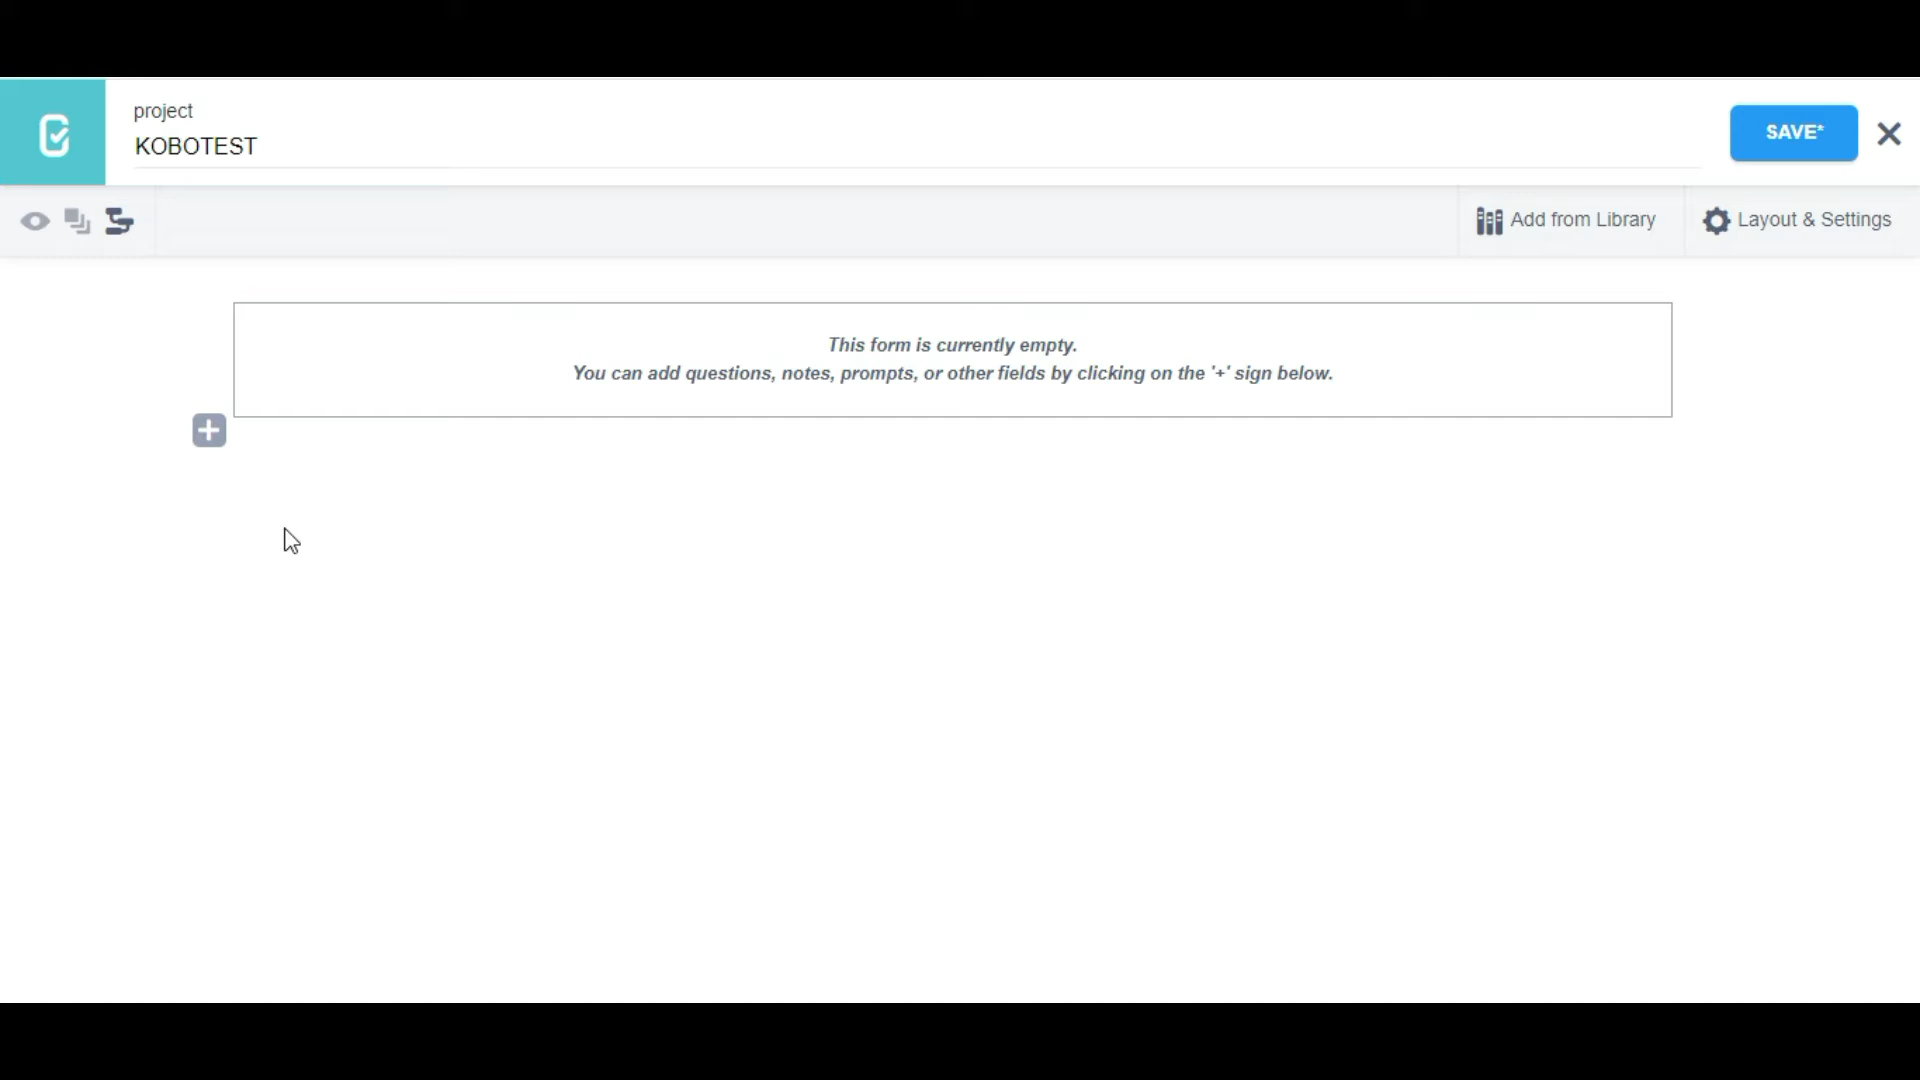 project
KOBOTEST
SAVE*
Add from Library
Layout & Settings
This form is currently empty.
You can add questions, notes, prompts, or other fields by clicking on the '+' sign below.